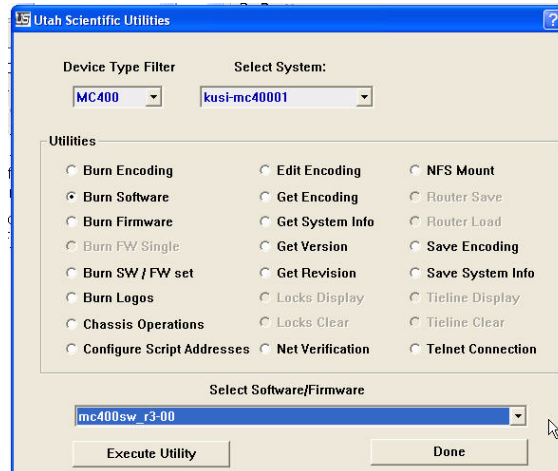 Utah Scientific Utilities
?
Device Type Filter
Select System:
MC400
kusi-mc40001
Utilities
Burn Encoding
Edit Encoding
NFS Mount
Burn Software
Get Encoding
Router Save
Burn Firmware
Get System Info
Router Load
Burn FW Single
Get Version
Save Encoding
Burn SW / FW set
Get Revision
Save System Info
Burn Logos
Locks Display
Tieline Display
Chassis Operations
Locks Clear
Tieline Clear
Configure Script Addresses
Net Verification
Telnet Connection
Select Software/Firmware
mc400sw_r3-00
Execute Utility
Done